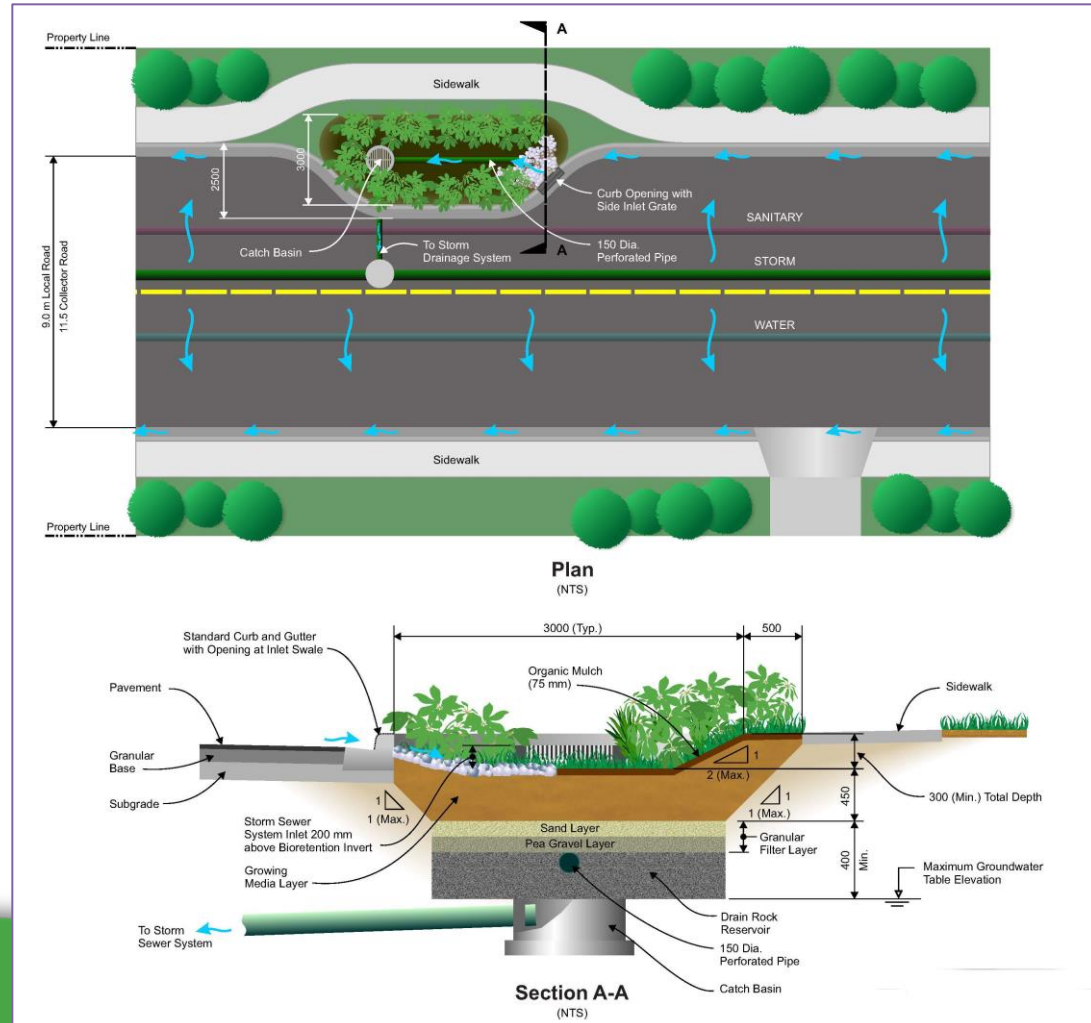 Property Line
A
Sidewalk
3000
2500
Curb Opening with
Side Inlet Grate
SANITARY
Catch Basin
To Storm
Drainage System
150 Dia.
Perforated Pipe
A
STORM
9.0 m Local Road
11.5 Collector Road
WATER
Sidewalk
Property Line
Plan
(NTS)
Standard Curb and Gutter
with Opening at Inlet Swale
3000 (Typ.)
500
Organic Mulch
(75 mm)
Pavement
Sidewalk
Granular
Base
1
2 (Max.)
Subgrade
1
1 (Max.)
1
1 (Max.)
450
300 (Min.) Total Depth
Storm Sewer
System Inlet 200 mm
above Bioretention Invert
Sand Layer
Pea Gravel Layer
Granular
Filter Layer
400
Min.
Growing
Media Layer
Maximum Groundwater
Table Elevation
To Storm
Sewer System
Drain Rock
Reservoir
150 Dia.
Perforated Pipe
Catch Basin
Section A-A
(NTS)